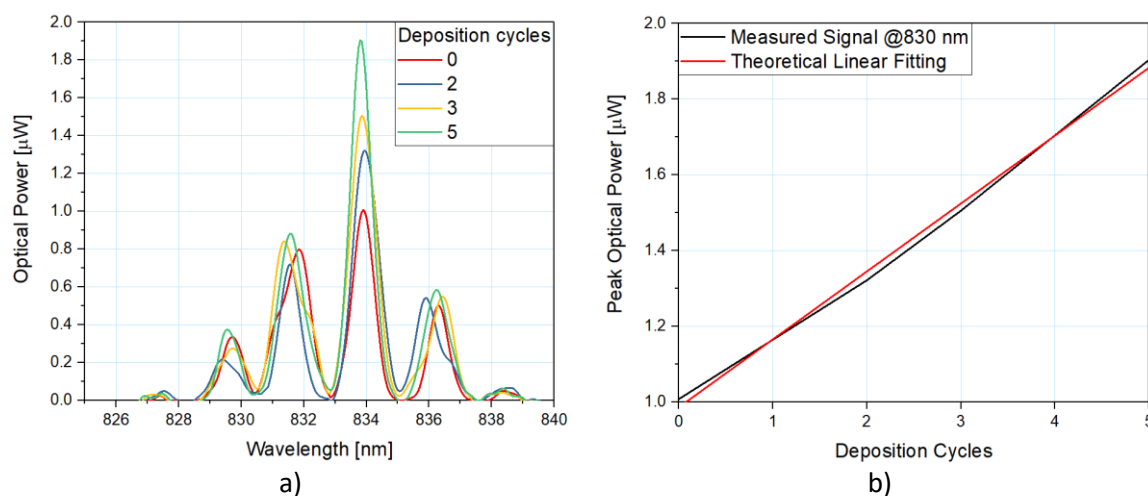 Optical Power [μW]
2.0
1.8
1.6
1.4
1.2
1.0
0.8
0.6
0.4
0.2
0.0
Deposition cycles
0
2
3
5
826 828 830 832 834 836 838 840
Wavelength [nm]
a)
Peak Optical Power [μW]
2.0
1.8
1.6
1.4
1.2
1.0
Measured Signal @830 nm
Theoretical Linear Fitting
0 1 2 3 4 5
Deposition Cycles
b)